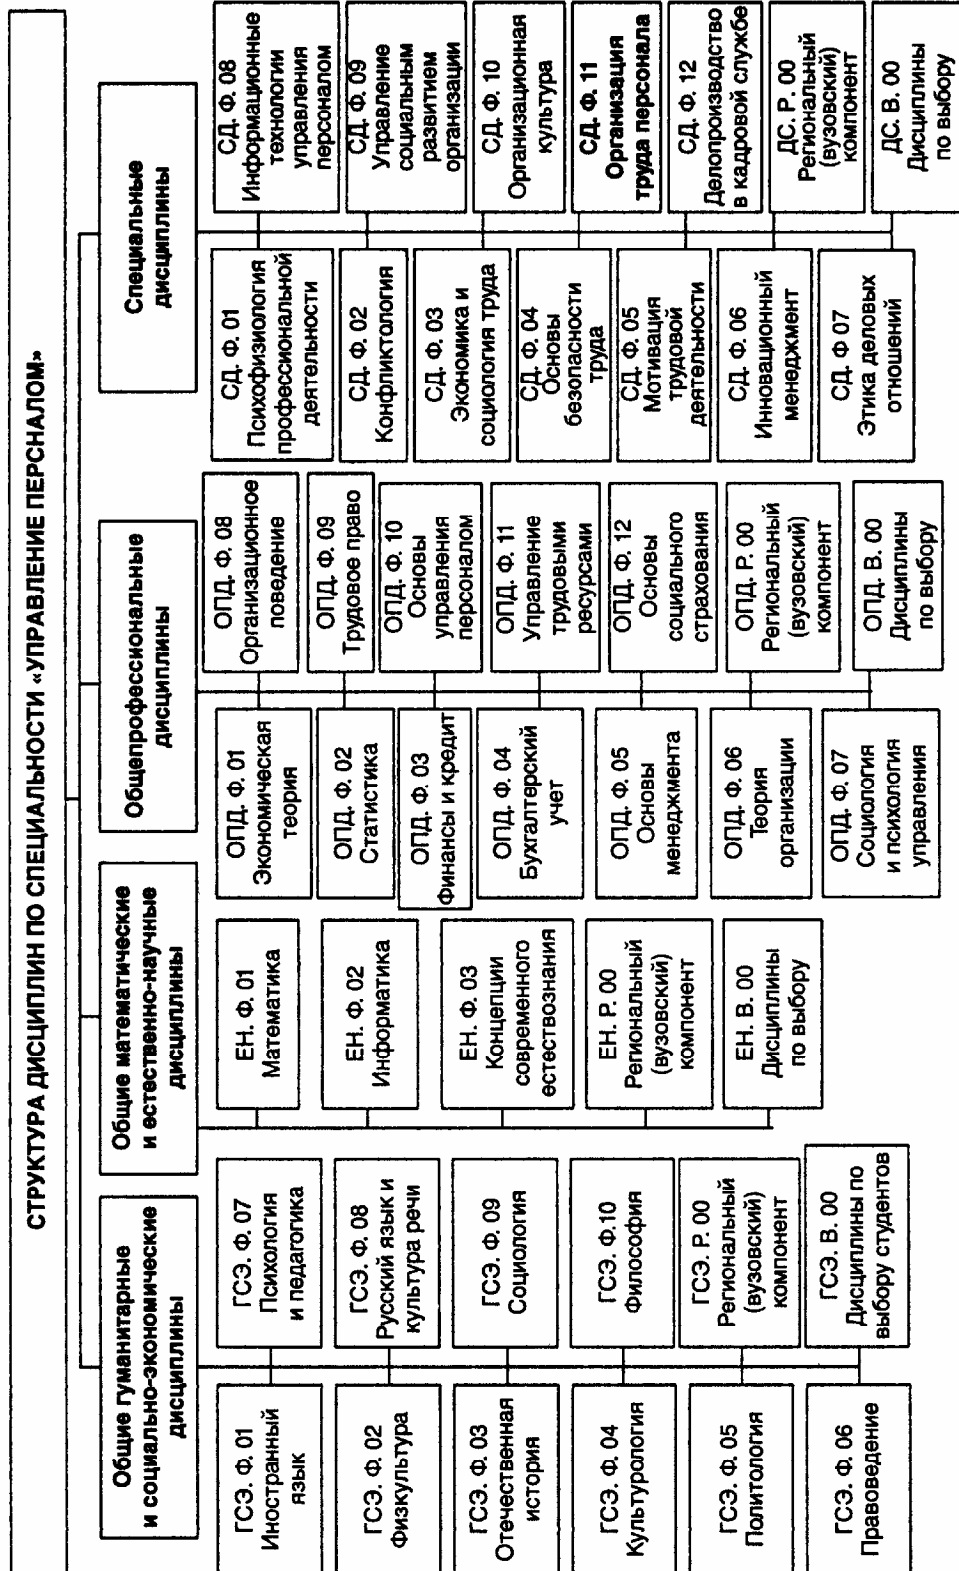 СТРУКТУРА ДИСЦИПЛИН ПО СПЕЦИАЛЬНОСТИ «УПРАВЛЕНИЕ ПЕРСНАЛОМ»
Общие гуманитарные
и социально-экономические
дисциплины
ГСЭ. Ф. 01
Иностранный
язык
ГСЭ. Ф. 02
Физкультура
ГСЭ. Ф. 03
Отечественная
история
ГСЭ. Ф. 04
Культурология
ГСЭ. Ф. 05
Политология
ГСЭ. Ф. 06
Правоведение
ГСЭ. Ф. 07
Психология
и педагогика
ГСЭ. Ф. 08
Русский язык и
культура речи
ГСЭ. Ф. 09
Социология
ГСЭ. Ф.10
Философия
ГСЭ. Р. 00
Региональный
(вузовский)
компонент
ГСЭ. В. 00
Дисциплины по
выбору студентов
Общие математические
и естественно-научные
дисциплины
ЕН. Ф. 01
Математика
ЕН. Ф. 02
Информатика
ЕН. Ф. 03
Концепции
современного
естествознания
ЕН. Р. 00
Региональный
(вузовский)
компонент
ЕН. В. 00
Дисциплины
по выбору
Общепрофессиональные
дисциплины
ОПД. Ф. 01
Экономическая
теория
ОПД. Ф. 02
Статистика
ОПД. Ф. 03
Финансы и кредит
ОПД. Ф. 04
Бухгалтерский
учет
ОПД. Ф. 05
Основы
менеджмента
ОПД. Ф. 06
Теория
организации
ОПД. Ф. 07
Социология
и психология
управления
ОПД. Ф. 08
Организационное
поведение
ОПД. Ф. 09
Трудовое право
ОПД. Ф. 10
Основы
управления
персоналом
ОПД. Ф. 11
Управление
трудовыми
ресурсами
ОПД. Ф. 12
Основы
социального
страхования
ОПД. Р. 00
Региональный
(вузовский)
компонент
ОПД. В. 00
Дисциплины
по выбору
Специальные
дисциплины
СД. Ф. 01
Психофизиология
профессиональной
деятельности
СД. Ф. 02
Конфликтология
СД. Ф. 03
Экономика и
социология труда
СД. Ф. 04
Основы
безопасности
труда
СД. Ф. 05
Мотивация
трудовой
деятельности
СД. Ф. 06
Инновационный
менеджмент
СД. Ф 07
Этика деловых
отношений
СД. Ф. 08
Информационные
технологии
управления
персоналом
СД. Ф. 09
Управление
социальным
развитием
организации
СД. Ф. 10
Организационная
культура
СД. Ф. 11
Организация
труда персонала
СД. Ф. 12
Делопроизводство
в кадровой службе
ДС. Р. 00
Региональный
(вузовский)
компонент
ДС. В. 00
Дисциплины
по выбору